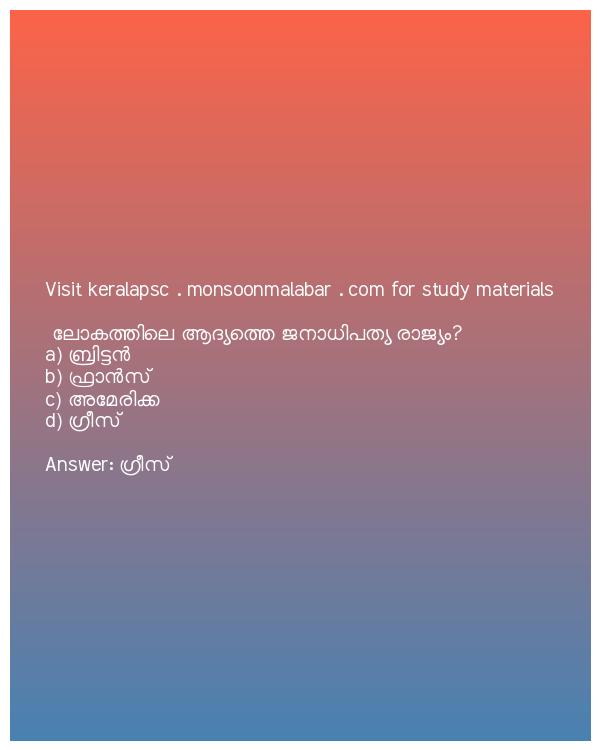 Visit keralapsc . monsoonmalabar . com for study materials
ലോകത്തിലെ ആദ്യത്തെ ജനാധിപത്യ രാജ്യം?
a) ബ്രിട്ടൻ
b) ഫ്രാൻസ്
c) അമേരിക്ക
d) ഗ്രീസ്
Answer: ഗ്രീസ്